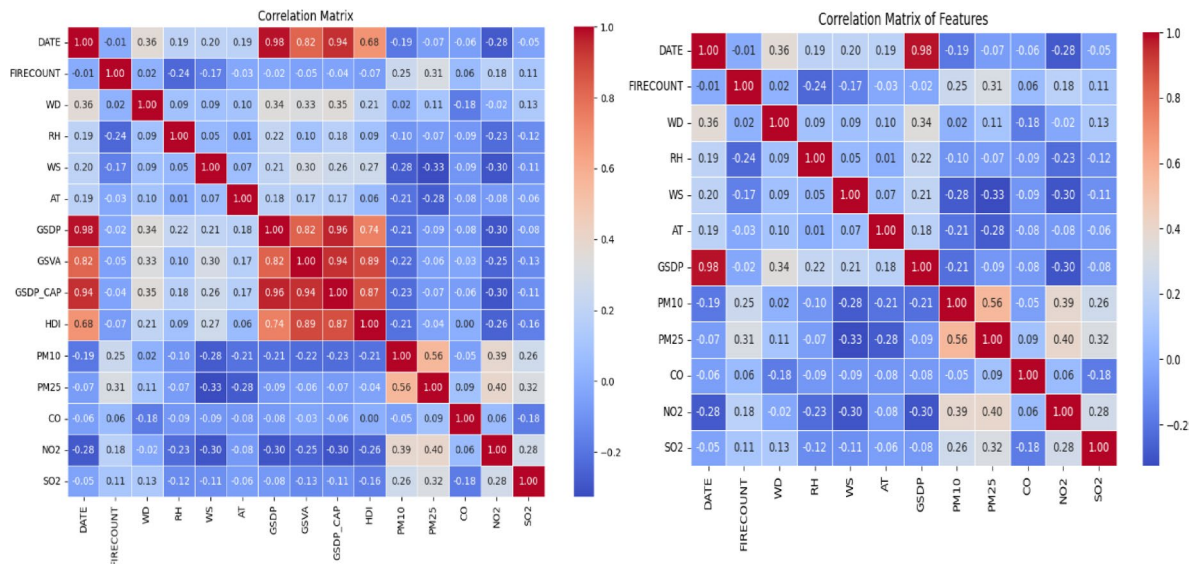 Correlation Matrix
DATE 1.00 -0.01 0.36 0.19 0.20 0.19 0.98 0.82 0.94 0.68 -0.19 -0.07 -0.06 -0.28 -0.05
FIRECOUNT -0.01 1.00 0.02 -0.24 -0.17 -0.03 -0.02 -0.05 -0.04 -0.07 0.25 0.31 0.06 0.18 0.11
WD 0.36 0.02 1.00 0.09 0.09 0.10 0.34 0.33 0.35 0.21 0.02 0.11 -0.18 -0.02 0.13
RH 0.19 -0.24 0.09 1.00 0.05 0.01 0.22 0.10 0.18 0.09 -0.10 -0.07 -0.09 -0.23 -0.12
WS 0.20 -0.17 0.09 0.05 1.00 0.07 0.21 0.30 0.26 0.27 -0.28 -0.33 -0.09 -0.30 -0.11
AT 0.19 -0.03 0.10 0.01 0.07 1.00 0.18 0.17 0.17 0.06 -0.21 -0.28 -0.08 -0.08 -0.06
GSDP 0.98 -0.02 0.34 0.22 0.21 0.18 1.00 0.82 0.96 0.74 -0.21 -0.09 -0.08 -0.30 -0.08
GSVA 0.82 -0.05 0.33 0.10 0.30 0.17 0.82 1.00 0.94 0.89 -0.22 -0.06 -0.03 -0.25 -0.13
GSDP_CAP 0.94 -0.04 0.35 0.18 0.26 0.17 0.96 0.94 1.00 0.87 -0.23 -0.07 -0.07 -0.30 -0.11
HDI 0.68 -0.07 0.21 0.09 0.27 0.06 0.74 0.89 0.87 1.00 -0.21 -0.04 0.00 -0.26 -0.16
PM10 -0.19 0.25 0.02 -0.10 -0.28 -0.21 -0.21 -0.22 -0.23 -0.21 1.00 0.56 -0.05 0.39 0.26
PM25 -0.07 0.31 0.11 -0.07 -0.33 -0.28 -0.09 -0.06 -0.07 -0.04 0.56 1.00 0.09 0.40 0.32
CO -0.06 0.06 -0.18 -0.09 -0.09 -0.08 -0.08 -0.03 -0.07 0.00 -0.05 0.09 1.00 0.06 -0.18
NO2 -0.28 0.18 -0.02 -0.23 -0.30 -0.08 -0.30 -0.25 -0.30 -0.26 0.39 0.40 0.06 1.00 0.28
SO2 -0.05 0.11 0.13 -0.12 -0.11 -0.06 -0.08 -0.13 -0.11 -0.16 0.26 0.32 -0.18 0.28 1.00
DATE FIRECOUNT WD RH WS AT GSDP GSVA GSDP_CAP HDI PM10 PM25 CO NO2 SO2
1.0
0.8
0.6
0.4
0.2
0.0
-0.2
Correlation Matrix of Features
DATE 1.00 -0.01 0.36 0.19 0.20 0.19 0.98 -0.19 -0.07 -0.06 -0.28 -0.05
FIRECOUNT -0.01 1.00 0.02 -0.24 -0.17 -0.03 -0.02 0.25 0.31 0.06 0.18 0.11
WD 0.36 0.02 1.00 0.09 0.09 0.10 0.34 0.02 0.11 -0.18 -0.02 0.13
RH 0.19 -0.24 0.09 1.00 0.05 0.01 0.22 -0.10 -0.07 -0.09 -0.23 -0.12
WS 0.20 -0.17 0.09 0.05 1.00 0.07 0.21 -0.28 -0.33 -0.09 -0.30 -0.11
AT 0.19 -0.03 0.10 0.01 0.07 1.00 0.18 -0.21 -0.28 -0.08 -0.08 -0.06
GSDP 0.98 -0.02 0.34 0.22 0.21 0.18 1.00 -0.21 -0.09 -0.08 -0.30 -0.08
PM10 -0.19 0.25 0.02 -0.10 -0.28 -0.21 -0.21 1.00 0.56 -0.05 0.39 0.26
PM25 -0.07 0.31 0.11 -0.07 -0.33 -0.28 -0.09 0.56 1.00 0.09 0.40 0.32
CO -0.06 0.06 -0.18 -0.09 -0.09 -0.08 -0.08 -0.05 0.09 1.00 0.06 -0.18
NO2 -0.28 0.18 -0.02 -0.23 -0.30 -0.08 -0.30 0.39 0.40 0.06 1.00 0.28
SO2 -0.05 0.11 0.13 -0.12 -0.11 -0.06 -0.08 0.26 0.32 -0.18 0.28 1.00
DATE FIRECOUNT WD RH WS AT GSDP PM10 PM25 CO NO2 SO2
1.0
0.8
0.6
0.4
0.2
0.0
-0.2